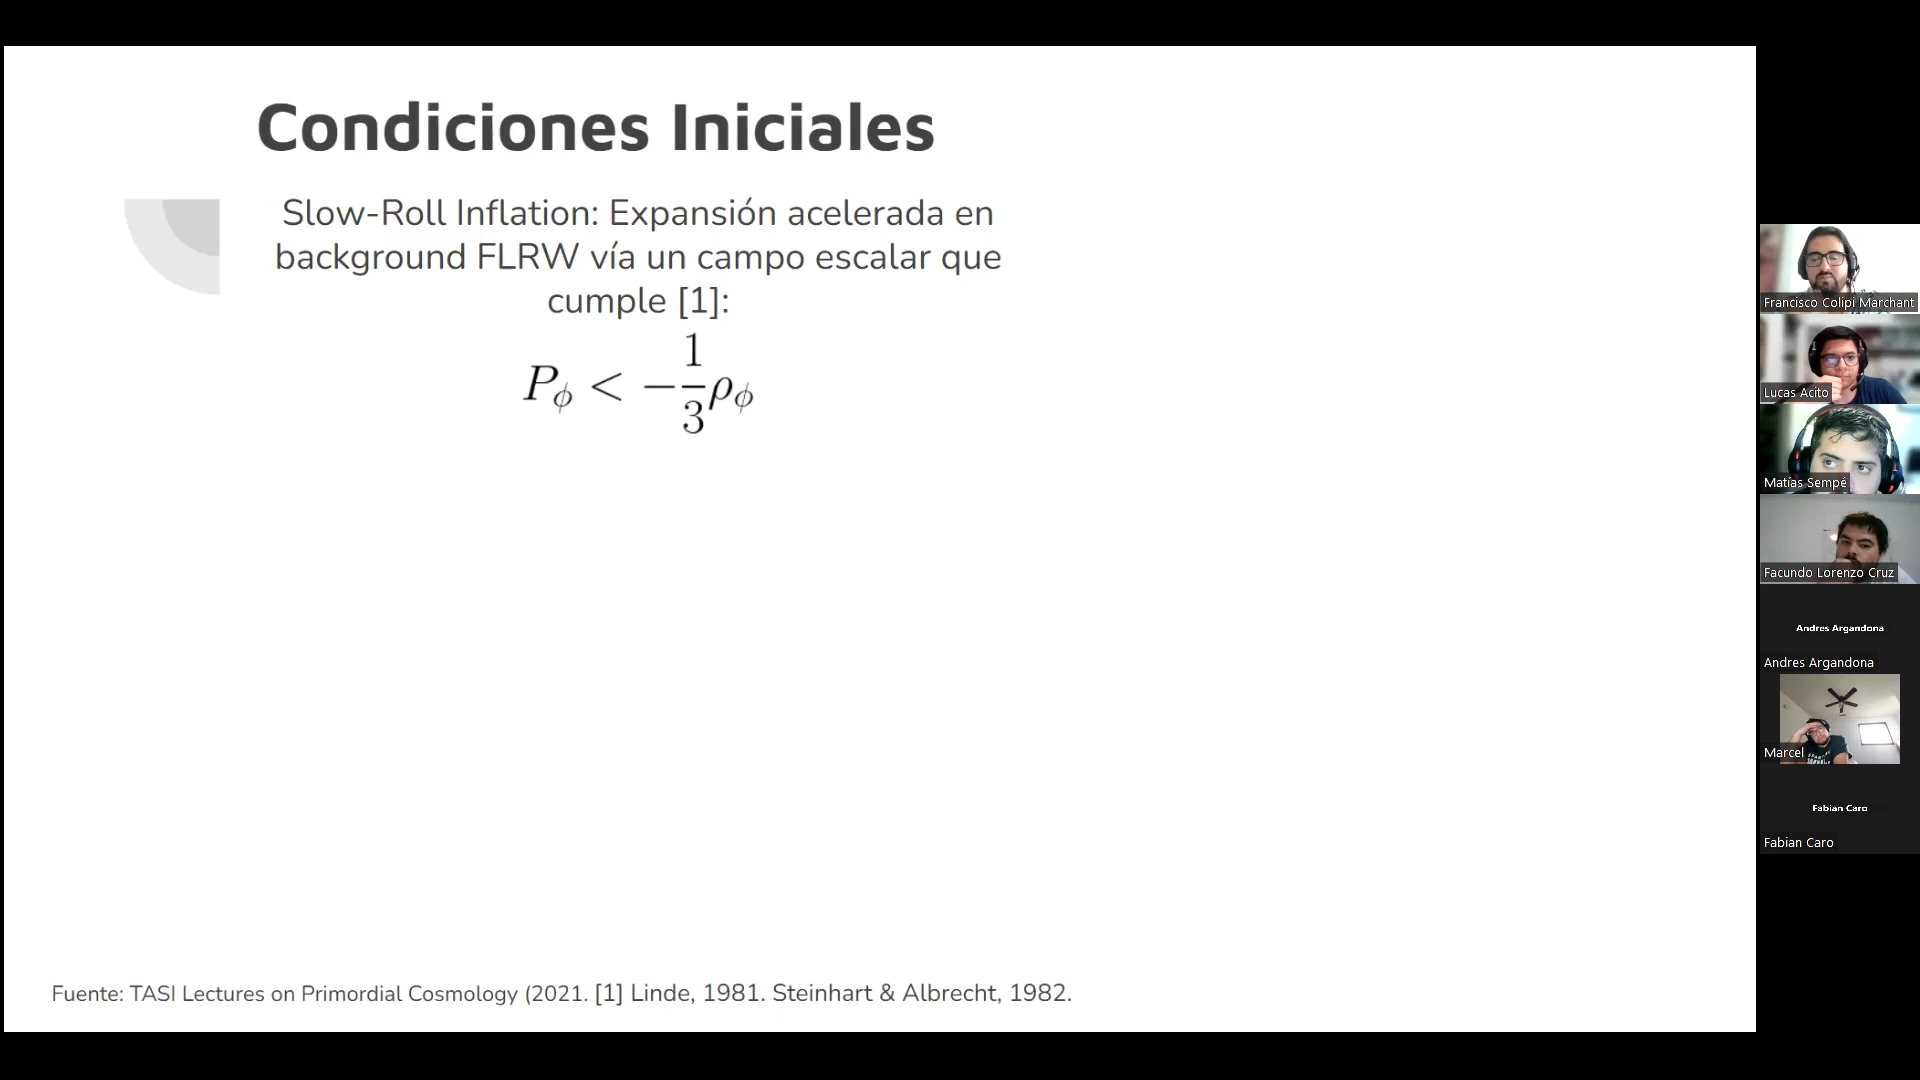 Condiciones Iniciales
Slow-Roll Inflation: Expansión acelerada en
background FLRW vía un campo escalar que
cumple [1]:
P_ϕ < −1/3 ρ_ϕ
Fuente: TASI Lectures on Primordial Cosmology (2021. [1] Linde, 1981. Steinhart & Albrecht, 1982.
Francisco Colipí Marchant
Lucas Acito
Matías Sempé
Facundo Lorenzo Cruz
Andres Argandona
Andres Argandona
Marcel
Fabian Caro
Fabian Caro